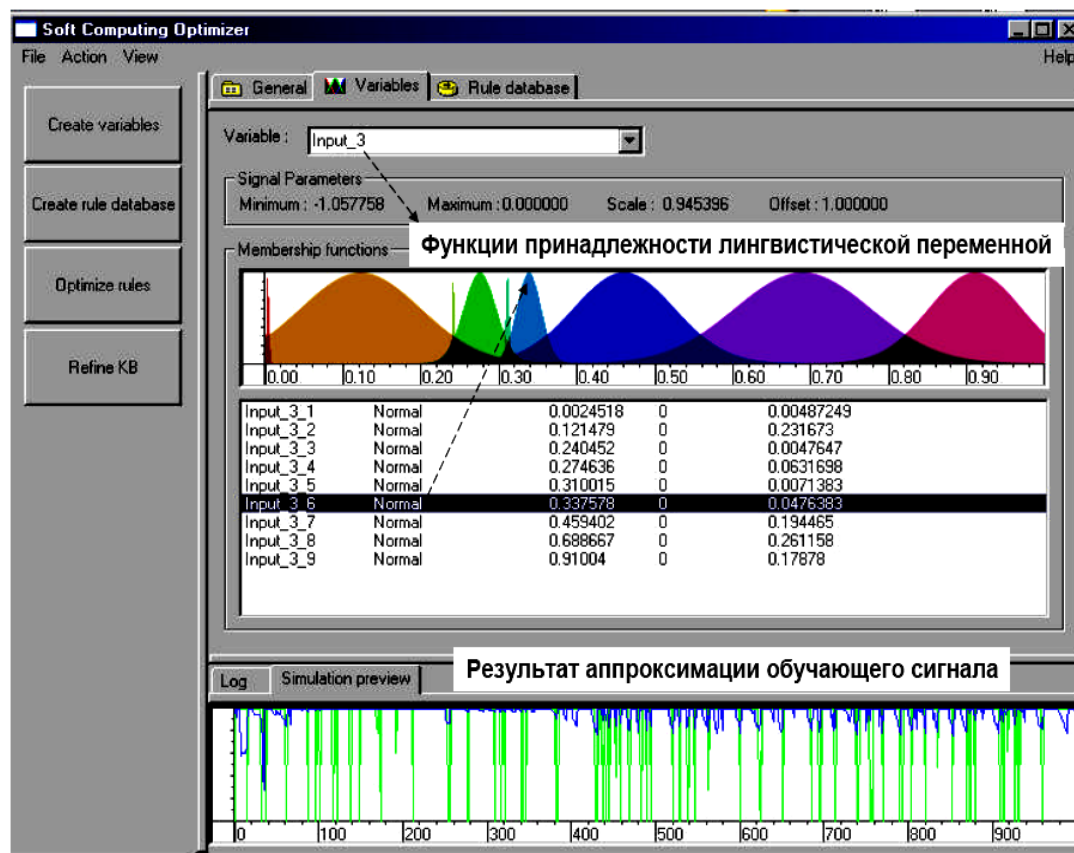 Soft Computing Optimizer
File Action View Help
Create variables
Create rule database
Optimize rules
Refine KB
General Variables Rule database
Variable : Input_3
Signal Parameters
Minimum : -1.057758 Maximum : 0.000000 Scale : 0.945396 Offset : 1.000000
Функции принадлежности лингвистической переменной
Membership functions
0.00 0.10 0.20 0.30 0.40 0.50 0.60 0.70 0.80 0.90
Input_3_1 Normal 0.0024518 0 0.00487249
Input_3_2 Normal 0.121479 0 0.231673
Input_3_3 Normal 0.240452 0 0.0047647
Input_3_4 Normal 0.274636 0 0.0631698
Input_3_5 Normal 0.310015 0 0.0071383
Input_3_6 Normal 0.337578 0 0.0476383
Input_3_7 Normal 0.459402 0 0.194465
Input_3_8 Normal 0.688667 0 0.261158
Input_3_9 Normal 0.91004 0 0.17878
Результат аппроксимации обучающего сигнала
Log Simulation preview
0 100 200 300 400 500 600 700 800 900